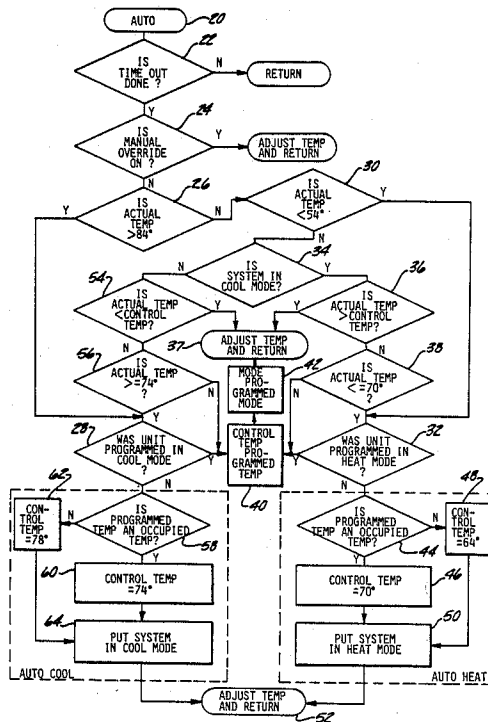 AUTO
20
22
IS
TIME OUT
DONE ?
N
RETURN
Y
24
IS
MANUAL
OVERRIDE
ON ?
Y
ADJUST TEMP
AND RETURN
N
26
Y
IS
ACTUAL
TEMP
>84°
N
30
IS
ACTUAL
TEMP
<54°
Y
N
34
N
IS
SYSTEM IN
COOL MODE?
Y
54
IS
ACTUAL TEMP
<CONTROL
TEMP?
Y
36
IS
ACTUAL TEMP
>CONTROL
TEMP?
Y
N
N
37
ADJUST TEMP
AND RETURN
56
IS
ACTUAL TEMP
>=74°
?
N
Y
42
MODE
PRO-
GRAMMED
MODE
38
IS
ACTUAL TEMP
<=70°
?
N
Y
28
WAS UNIT
PROGRAMMED IN
COOL MODE
?
Y
N
CONTROL
TEMP
PRO-
GRAMMED
TEMP
40
32
WAS UNIT
PROGRAMMED IN
HEAT MODE
?
Y
N
62
CON-
TROL
TEMP
=78°
N
IS
PROGRAMMED
TEMP AN OCCUPIED
TEMP?
58
Y
60
CONTROL TEMP
=74°
64
PUT SYSTEM
IN COOL MODE
AUTO COOL
IS
PROGRAMMED
TEMP AN OCCUPIED
TEMP?
44
N
Y
48
CON-
TROL
TEMP
=64°
CONTROL TEMP
=70°
46
50
PUT SYSTEM
IN HEAT MODE
AUTO HEAT
ADJUST TEMP
AND RETURN
52